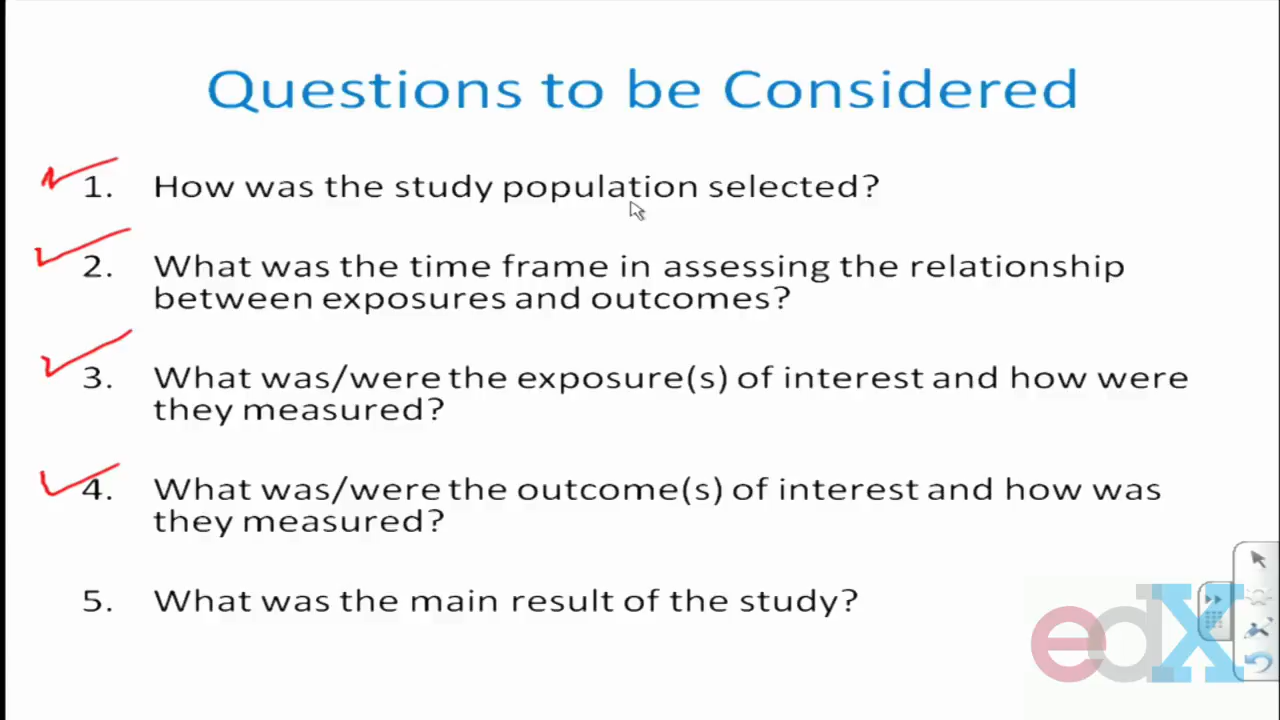 Questions to be Considered
1. How was the study population selected?
2. What was the time frame in assessing the relationship
between exposures and outcomes?
3. What was/were the exposure(s) of interest and how were
they measured?
4. What was/were the outcome(s) of interest and how was
they measured?
5. What was the main result of the study?
edX